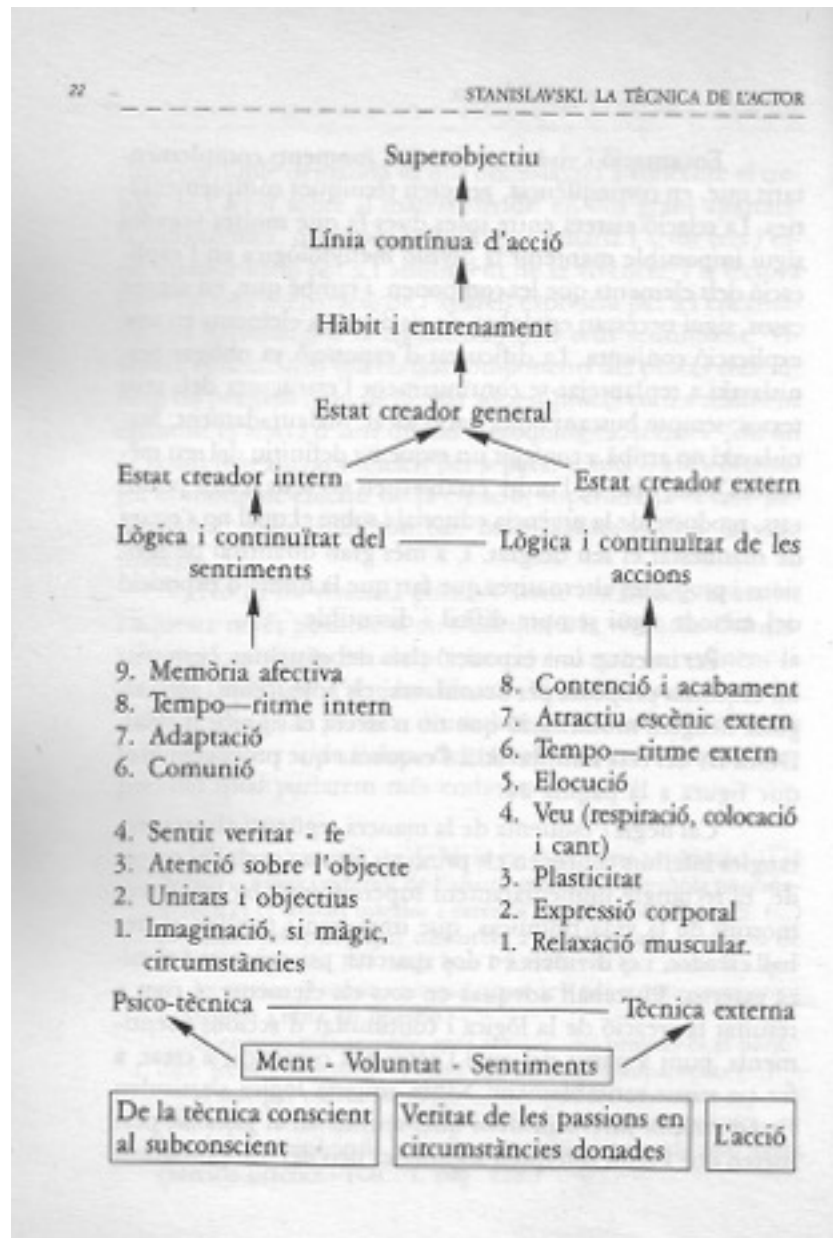 22
STANISLAVSKI. LA TÈCNICA DE L'ACTOR
Superobjectiu
Línia contínua d'acció
Hàbit i entrenament
Estat creador general
Estat creador intern
Estat creador extern
Lògica i continuïtat del
sentiments
Lògica i continuïtat de les
accions
9. Memòria afectiva
8. Tempo—ritme intern
7. Adaptació
6. Comunió
4. Sentit veritat - fe
3. Atenció sobre l'objecte
2. Unitats i objectius
1. Imaginació, si màgic,
circumstàncies
8. Contenció i acabament
7. Atractiu escènic extern
6. Tempo—ritme extern
5. Elocució
4. Veu (respiració, colocació
i cant)
3. Plasticitat
2. Expressió corporal
1. Relaxació muscular.
Psico-tècnica
Tècnica externa
Ment - Voluntat - Sentiments
De la tècnica conscient
al subconscient
Veritat de les passions en
circumstàncies donades
L'acció